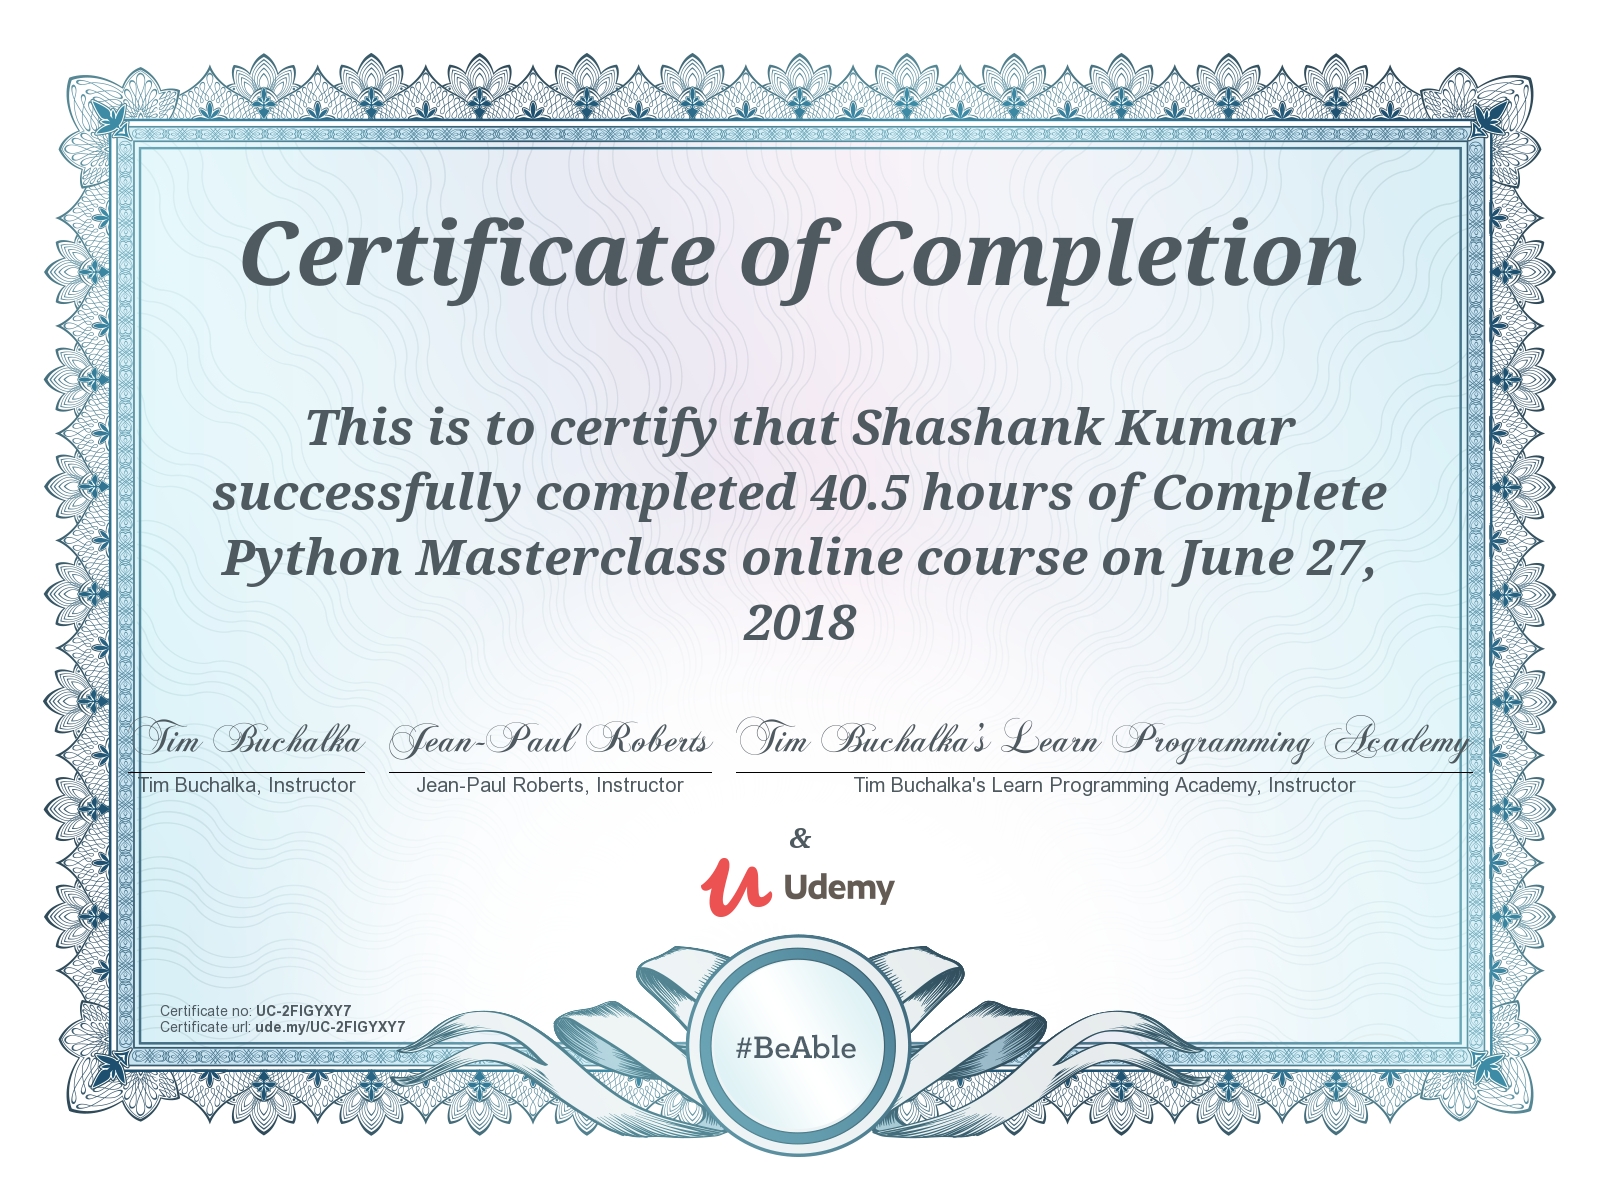 Certificate of Completion
This is to certify that Shashank Kumar
successfully completed 40.5 hours of Complete
Python Masterclass online course on June 27,
2018
Tim Buchalka Jean-Paul Roberts Tim Buchalka's Learn Programming Academy
Tim Buchalka, Instructor Jean-Paul Roberts, Instructor Tim Buchalka's Learn Programming Academy, Instructor
&
Udemy
Certificate no: UC-2FIGYXY7
Certificate url: ude.my/UC-2FIGYXY7
#BeAble